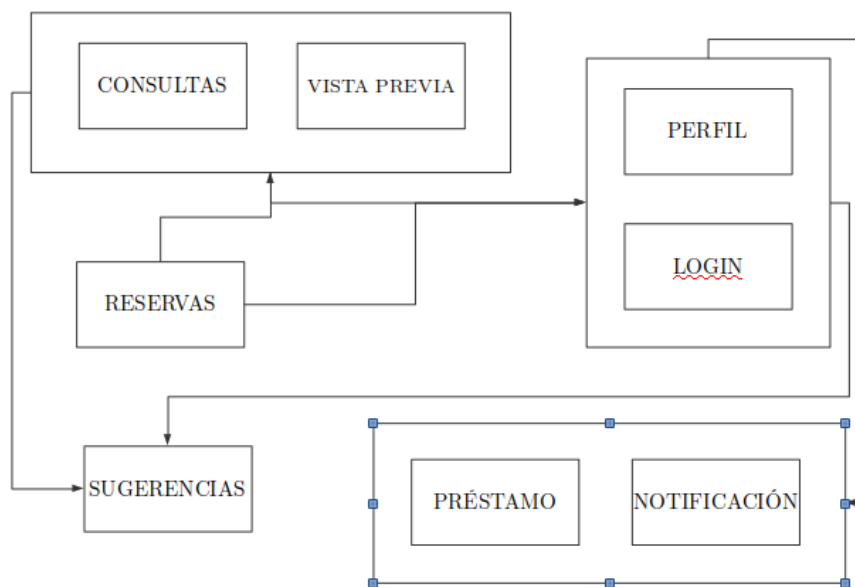 CONSULTAS
VISTA PREVIA
PERFIL
LOGIN
RESERVAS
SUGERENCIAS
PRÉSTAMO
NOTIFICACIÓN